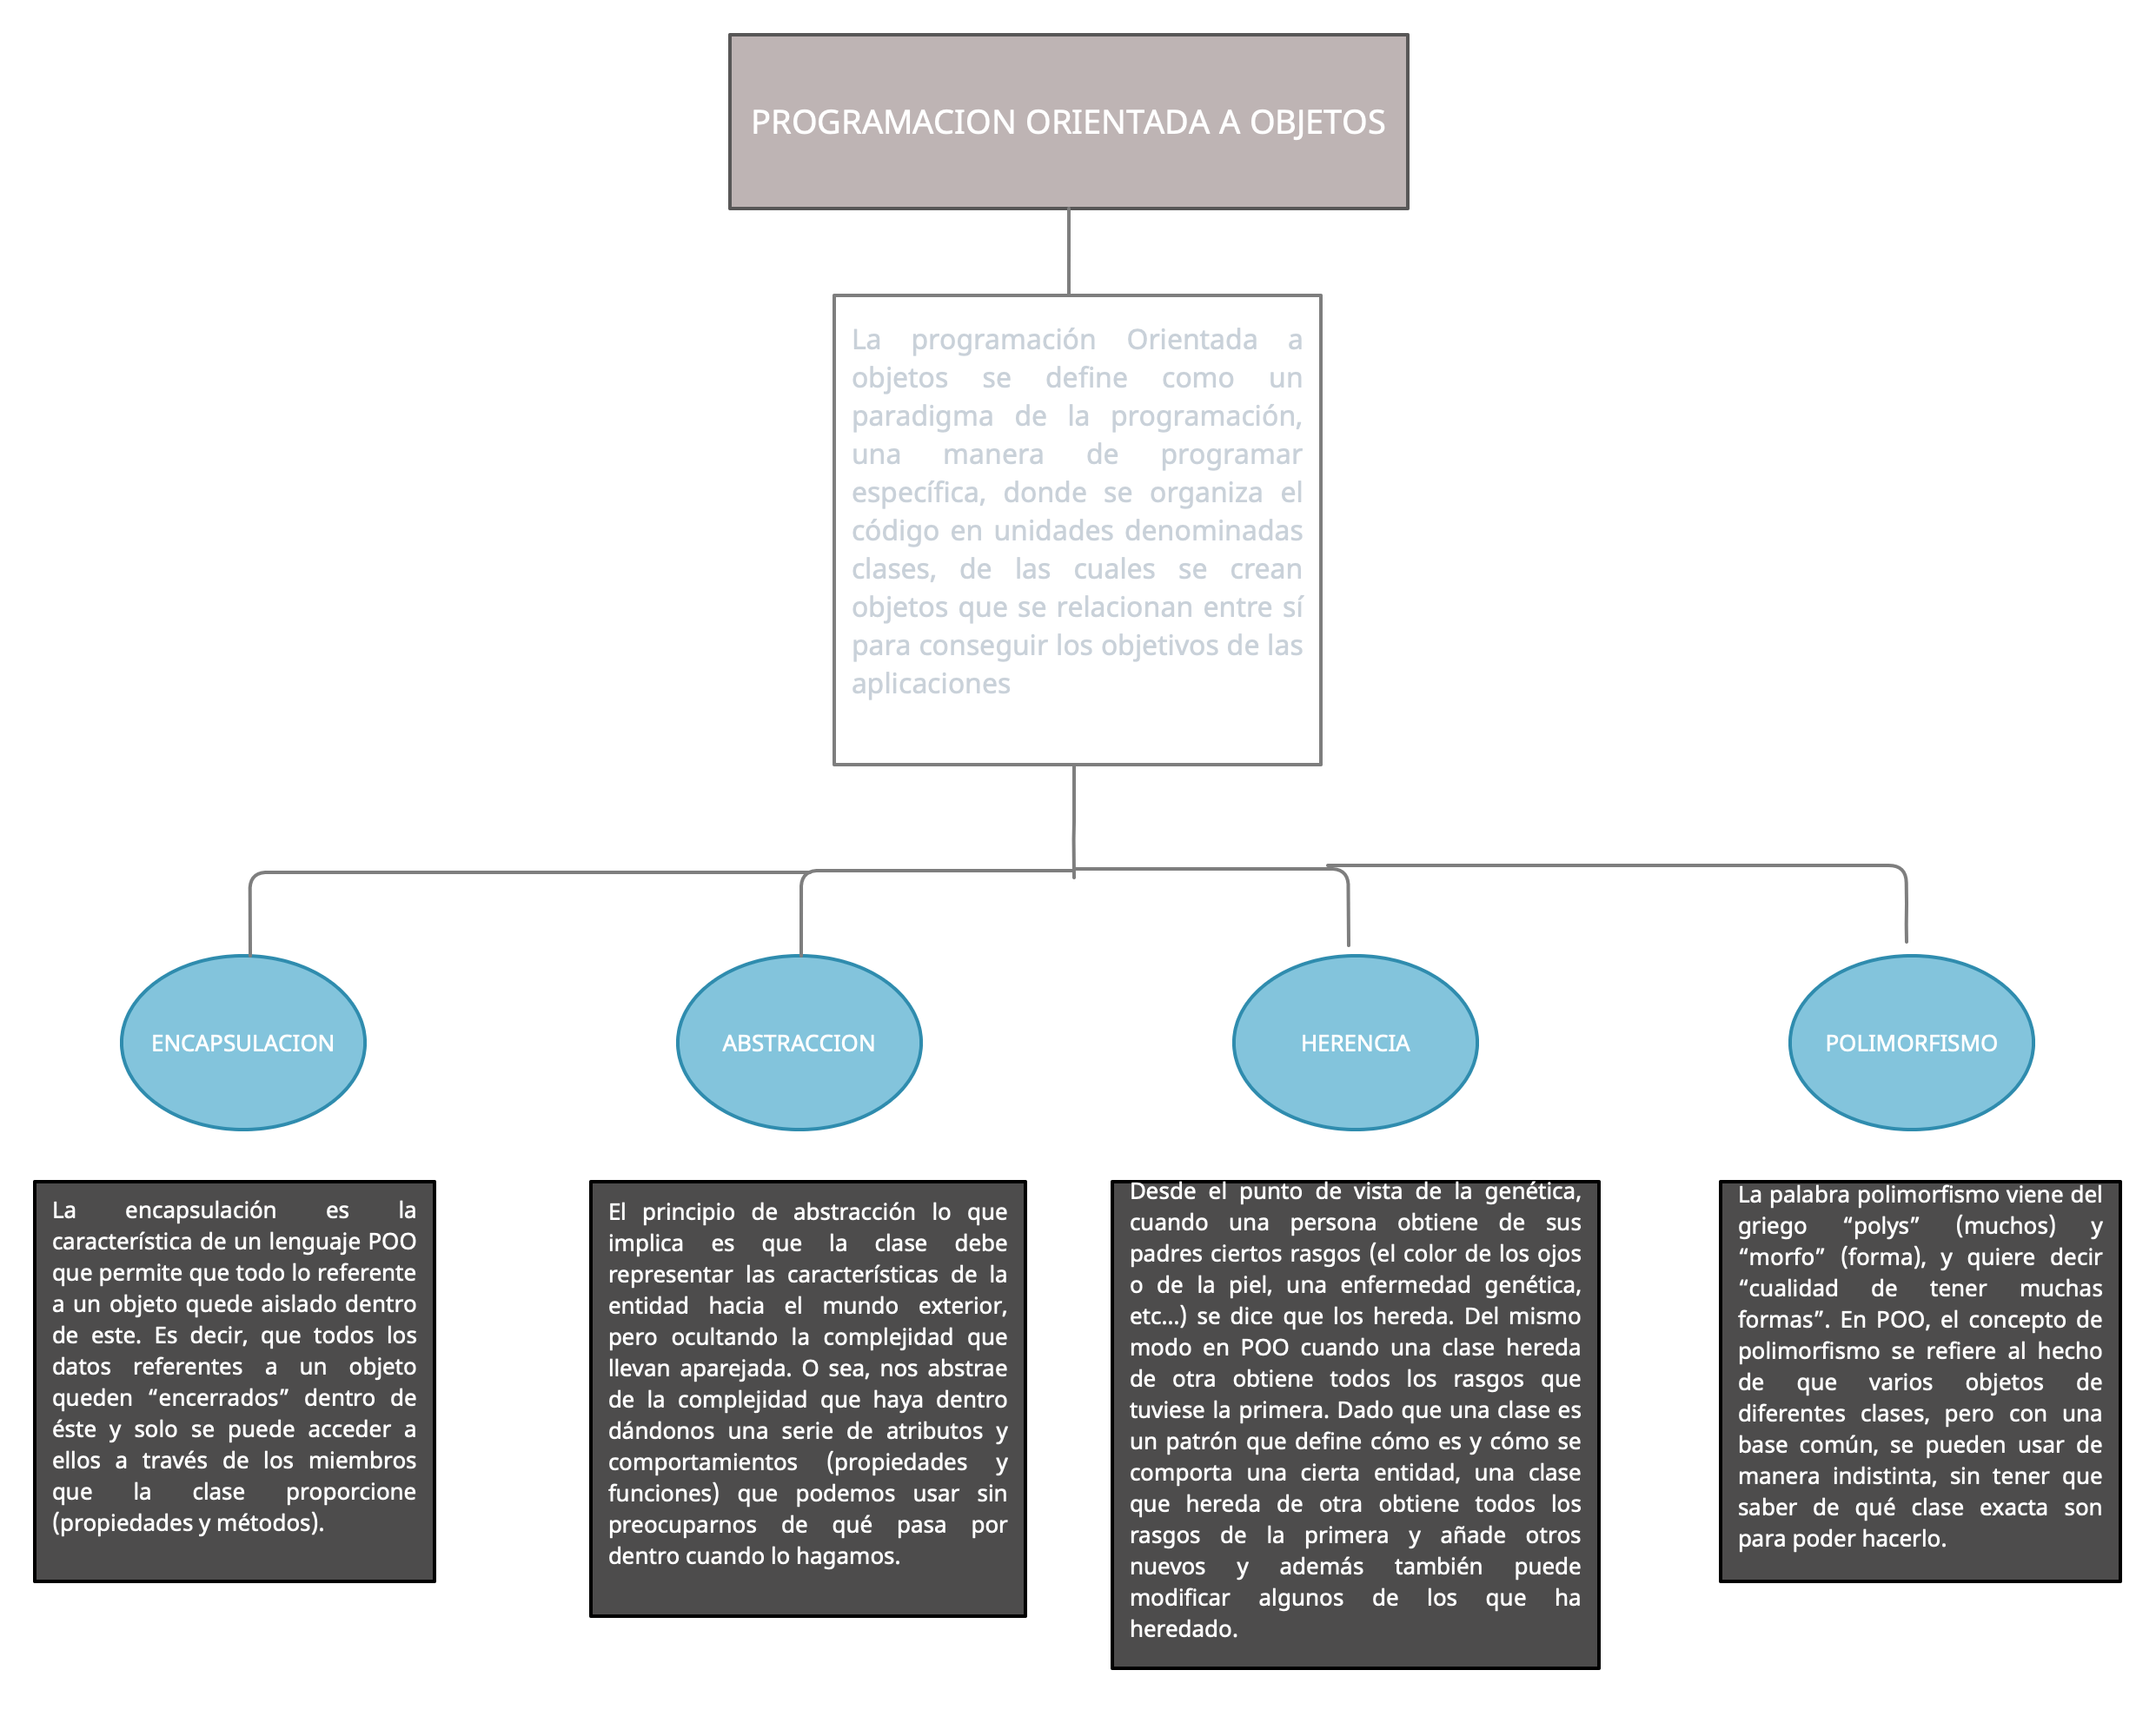 PROGRAMACION ORIENTADA A OBJETOS
La programación Orientada a
objetos se define como un
paradigma de la programación,
una manera de programar
específica, donde se organiza el
código en unidades denominadas
clases, de las cuales se crean
objetos que se relacionan entre sí
para conseguir los objetivos de las
aplicaciones
ENCAPSULACION
ABSTRACCION
HERENCIA
POLIMORFISMO
La encapsulación es la
característica de un lenguaje POO
que permite que todo lo referente
a un objeto quede aislado dentro
de este. Es decir, que todos los
datos referentes a un objeto
queden “encerrados” dentro de
éste y solo se puede acceder a
ellos a través de los miembros
que la clase proporcione
(propiedades y métodos).
El principio de abstracción lo que
implica es que la clase debe
representar las características de la
entidad hacia el mundo exterior,
pero ocultando la complejidad que
llevan aparejada. O sea, nos abstrae
de la complejidad que haya dentro
dándonos una serie de atributos y
comportamientos (propiedades y
funciones) que podemos usar sin
preocuparnos de qué pasa por
dentro cuando lo hagamos.
Desde el punto de vista de la genética,
cuando una persona obtiene de sus
padres ciertos rasgos (el color de los ojos
o de la piel, una enfermedad genética,
etc...) se dice que los hereda. Del mismo
modo en POO cuando una clase hereda
de otra obtiene todos los rasgos que
tuviese la primera. Dado que una clase es
un patrón que define cómo es y cómo se
comporta una cierta entidad, una clase
que hereda de otra obtiene todos los
rasgos de la primera y añade otros
nuevos y además también puede
modificar algunos de los que ha
heredado.
La palabra polimorfismo viene del
griego “polys” (muchos) y
“morfo” (forma), y quiere decir
“cualidad de tener muchas
formas”. En POO, el concepto de
polimorfismo se refiere al hecho
de que varios objetos de
diferentes clases, pero con una
base común, se pueden usar de
manera indistinta, sin tener que
saber de qué clase exacta son
para poder hacerlo.